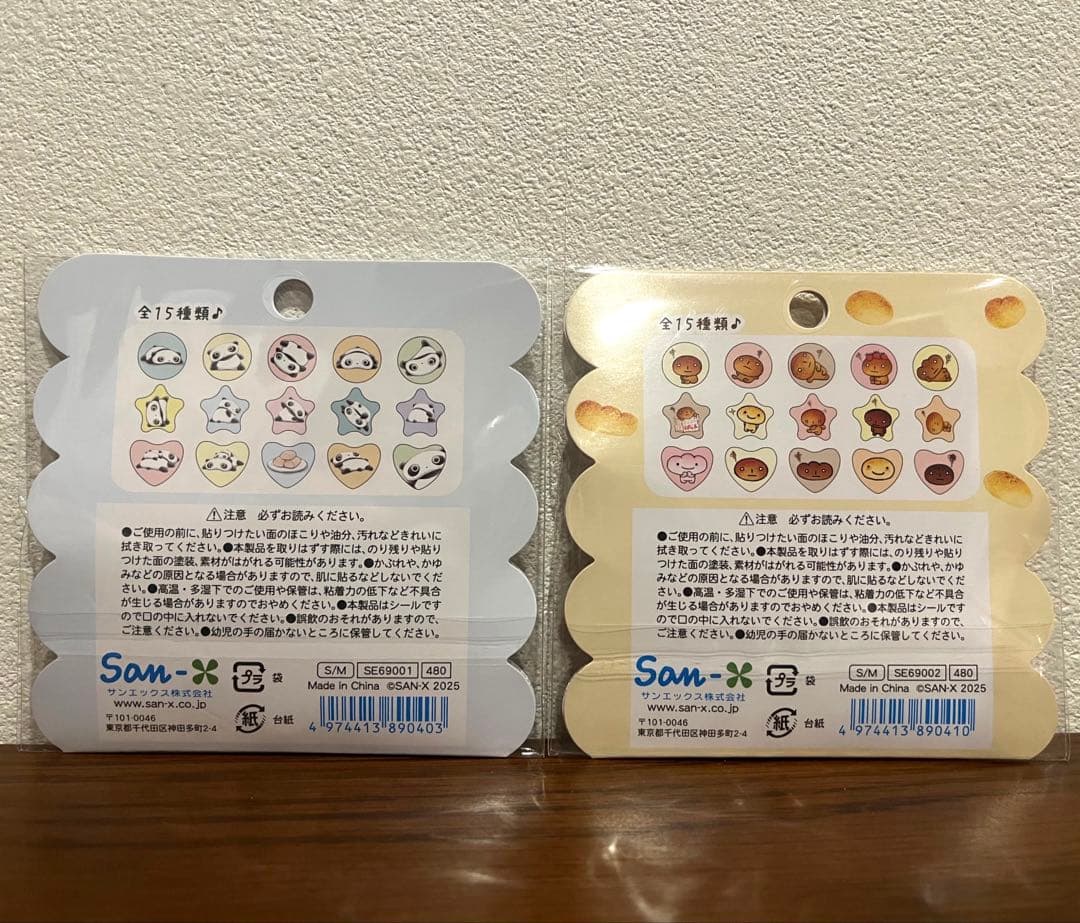 全15種類♪
⚠注意 必ずお読みください。
●ご使用の前に、貼りつけたい面のほこりや油分、汚れなどきれいに
拭き取ってください。●本製品を取りはずす際には、のり残りや貼り
つけた面の塗装、素材がはがれる可能性があります。●かぶれや、かゆ
みなどの原因となる場合がありますので、肌に貼るなどしないでくだ
さい。●高温・多湿下でのご使用や保管は、粘着力の低下など不具合
が生じる場合がありますのでおやめください。●本製品はシールです
ので口の中に入れないでください。●誤飲のおそれがありますので、
ご注意ください。●幼児の手の届かないところに保管してください。
San-X
サンエックス株式会社
www.san-x.co.jp
〒101-0046
東京都千代田区神田多町2-4
プラ 袋
紙 台紙
S/M SE69001 480
Made in China ©SAN-X 2025
4 974413 890403
全15種類♪
⚠注意 必ずお読みください。
●ご使用の前に、貼りつけたい面のほこりや油分、汚れなどきれいに
拭き取ってください。●本製品を取りはずす際には、のり残りや貼り
つけた面の塗装、素材がはがれる可能性があります。●かぶれや、かゆ
みなどの原因となる場合がありますので、肌に貼るなどしないでくだ
さい。●高温・多湿下でのご使用や保管は、粘着力の低下など不具合
が生じる場合がありますのでおやめください。●本製品はシールです
ので口の中に入れないでください。●誤飲のおそれがありますので、
ご注意ください。●幼児の手の届かないところに保管してください。
San-X
サンエックス株式会社
www.san-x.co.jp
〒101-0046
東京都千代田区神田多町2-4
プラ 袋
紙 台紙
S/M SE69002 480
Made in China ©SAN-X 2025
4 974413 890410